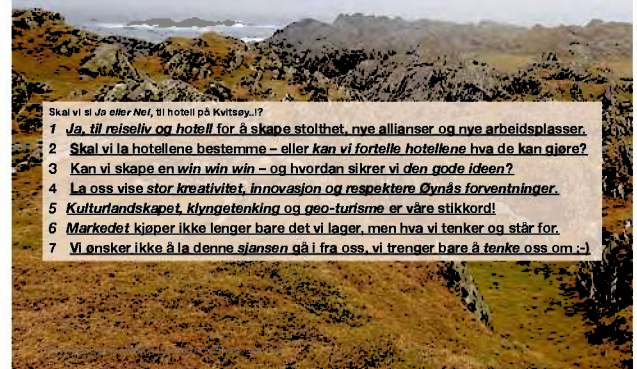 Skal vi si Ja eller Nei, til hotell på Kvitsøy..!?
1 Ja, til reiseliv og hotell for å skape stolthet, nye allianser og nye arbeidsplasser.
2 Skal vi la hotellene bestemme – eller kan vi fortelle hotellene hva de kan gjøre?
3 Kan vi skape en win win win – og hvordan sikrer vi den gode ideen?
4 La oss vise stor kreativitet, innovasjon og respektere Øynås forventninger.
5 Kulturlandskapet, klyngetenking og geo-turisme er våre stikkord!
6 Markedet kjøper ikke lenger bare det vi lager, men hva vi tenker og står for.
7 Vi ønsker ikke å la denne sjansen gå i fra oss, vi trenger bare å tenke oss om ;-)